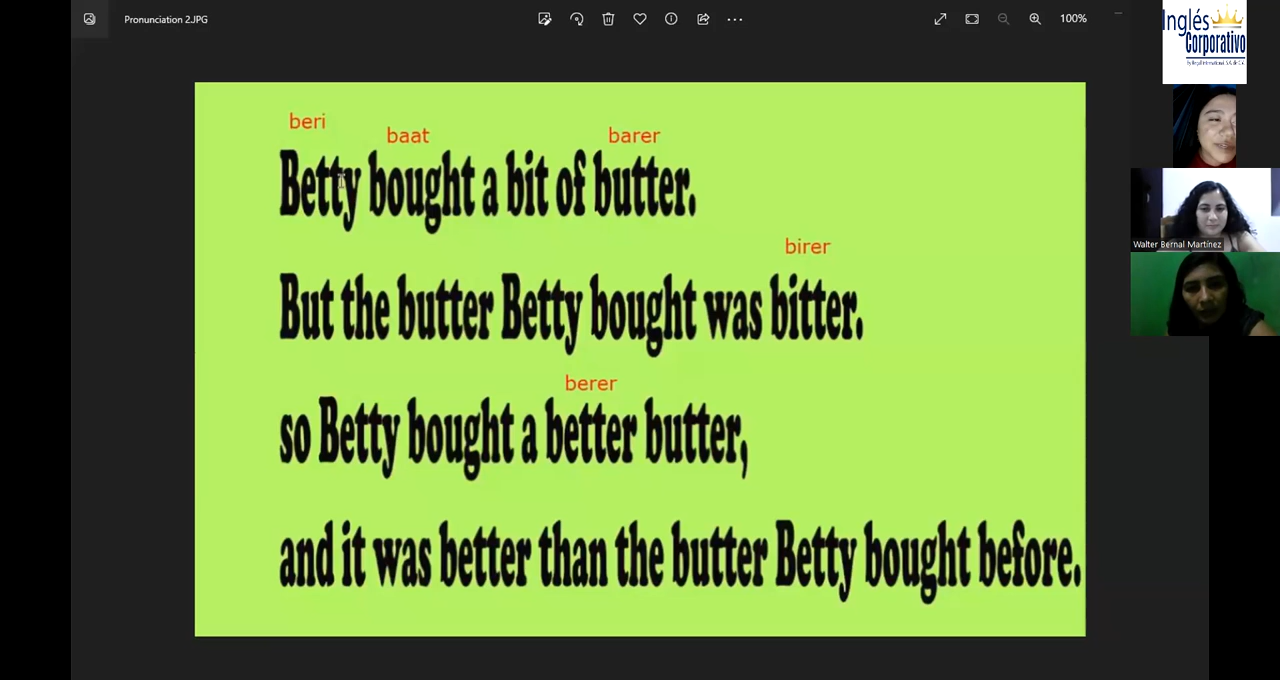 Pronunciation 2.JPG
100%
Inglés
Corporativo
beri
baat
barer
Betty bought a bit of butter.
birer
But the butter Betty bought was bitter.
berer
so Betty bought a better butter,
and it was better than the butter Betty bought before.
Walter Bernal Martínez